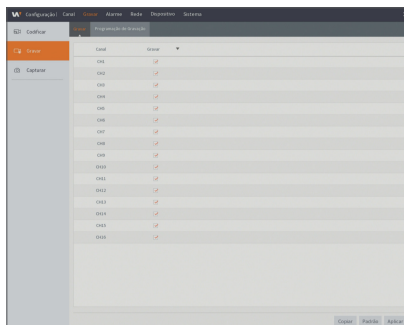 W Configuração | Canal Gravar Alarme Rede Dispositivo Sistema
Codificar
Gravar
Capturar
Gravar Programação de Gravação
Canal Gravar
CH1
CH2
CH3
CH4
CH5
CH6
CH7
CH8
CH9
CH10
CH11
CH12
CH13
CH14
CH15
CH16
Copiar Padrão Aplicar